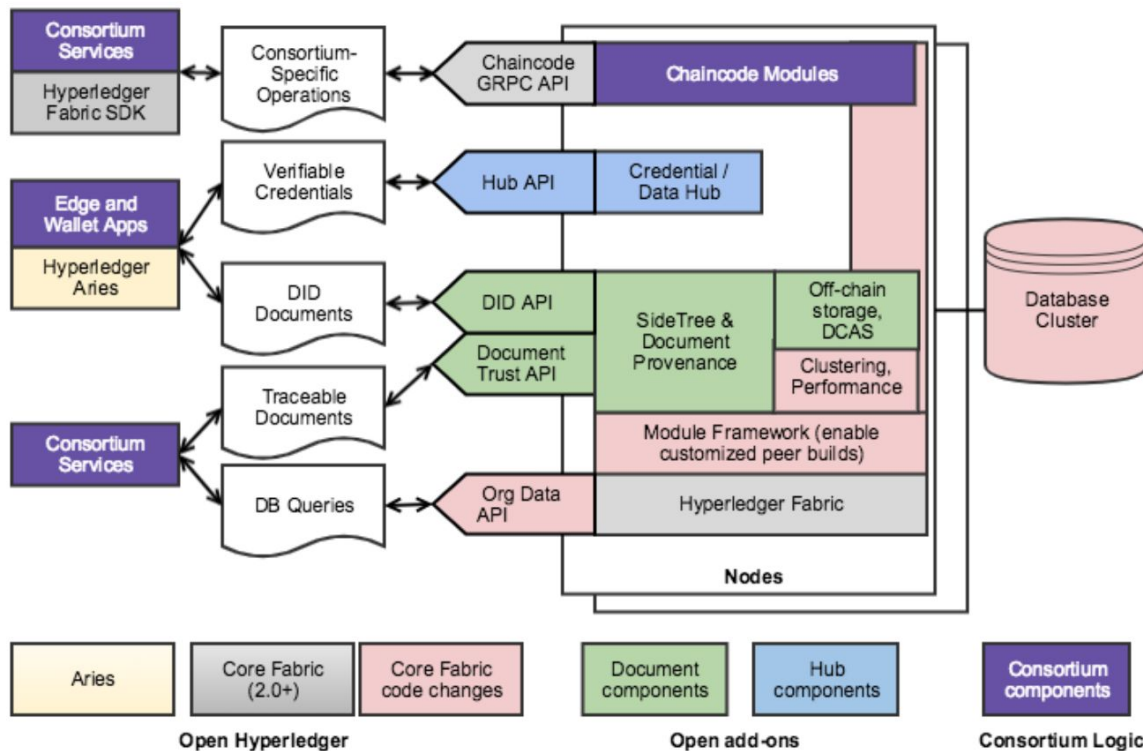 Consortium
Services
Hyperledger
Fabric SDK
Consortium-
Specific
Operations
Chaincode
GRPC API
Chaincode Modules
Verifiable
Credentials
Hub API
Credential /
Data Hub
Edge and
Wallet Apps
Hyperledger
Aries
DID
Documents
DID API
SideTree &
Document
Provenance
Off-chain
storage,
DCAS
Database
Cluster
Document
Trust API
Clustering,
Performance
Traceable
Documents
Consortium
Services
Module Framework (enable
customized peer builds)
DB Queries
Org Data
API
Hyperledger Fabric
Nodes
Aries
Core Fabric
(2.0+)
Core Fabric
code changes
Document
components
Hub
components
Consortium
components
Open Hyperledger
Open add-ons
Consortium Logic